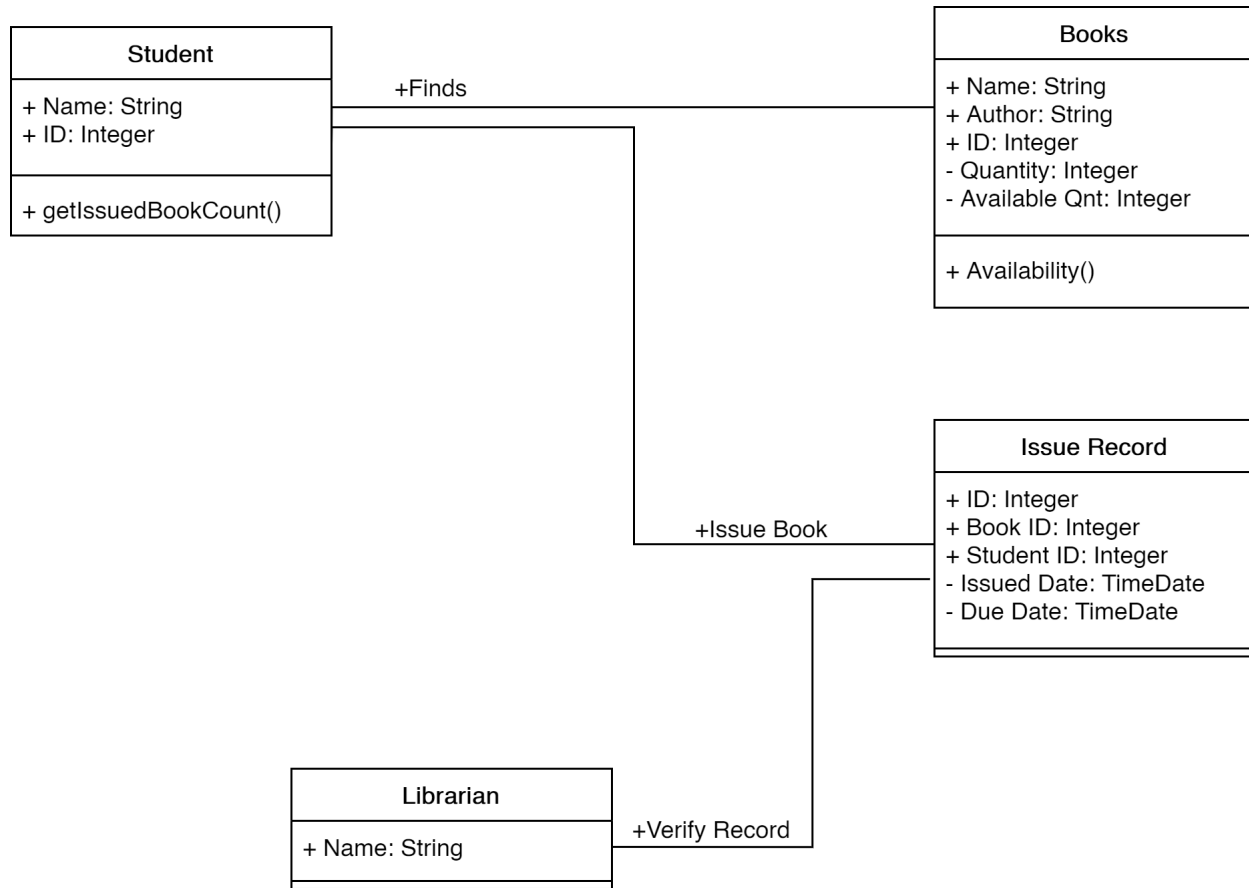 Student
+ Name: String
+ ID: Integer
+ getIssuedBookCount()
+Finds
Books
+ Name: String
+ Author: String
+ ID: Integer
- Quantity: Integer
- Available Qnt: Integer
+ Availability()
+Issue Book
Issue Record
+ ID: Integer
+ Book ID: Integer
+ Student ID: Integer
- Issued Date: TimeDate
- Due Date: TimeDate
Librarian
+ Name: String
+Verify Record